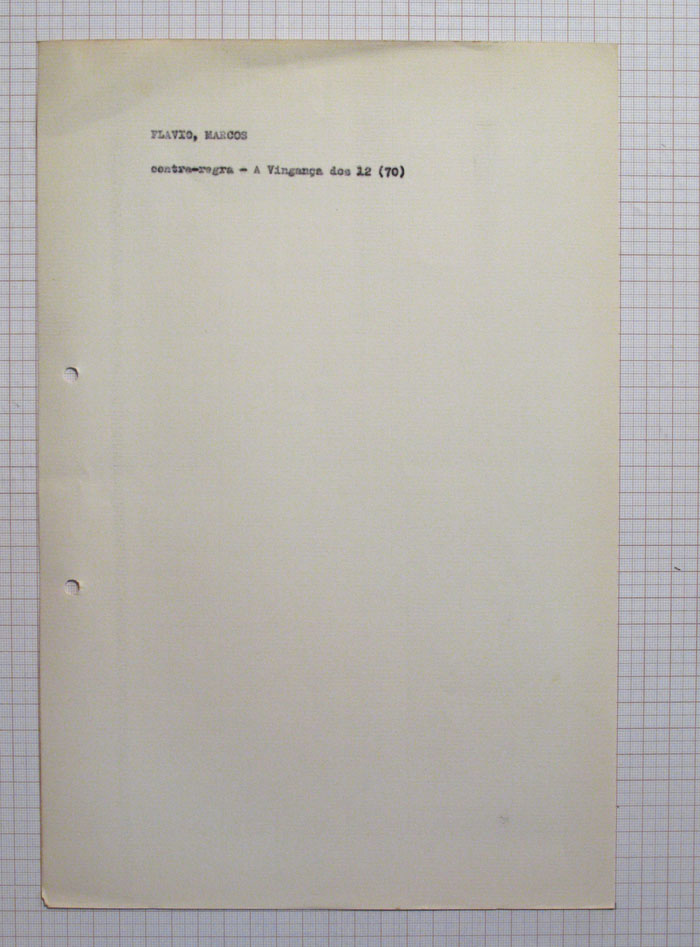 FLAVIO, MARCOS
contra-regra - A Vingança dos 12 (70)